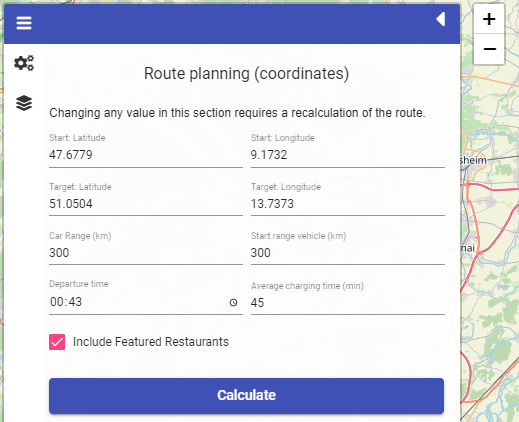 +
−
Route planning (coordinates)
Changing any value in this section requires a recalculation of the route.
Start: Latitude Start: Longitude
47.6779 9.1732
Target: Latitude Target: Longitude
51.0504 13.7373
Car Range (km) Start range vehicle (km)
300 300
Departure time Average charging time (min)
00:43 45
Include Featured Restaurants
Calculate